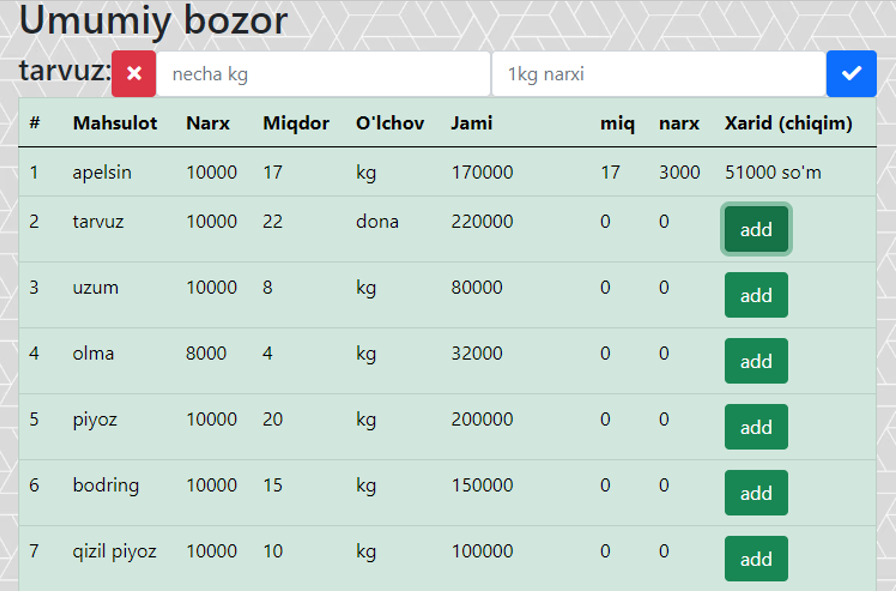 Umumiy bozor
tarvuz: necha kg 1kg narxi
# Mahsulot Narx Miqdor O'lchov Jami miq narx Xarid (chiqim)
1 apelsin 10000 17 kg 170000 17 3000 51000 so'm
2 tarvuz 10000 22 dona 220000 0 0 add
3 uzum 10000 8 kg 80000 0 0 add
4 olma 8000 4 kg 32000 0 0 add
5 piyoz 10000 20 kg 200000 0 0 add
6 bodring 10000 15 kg 150000 0 0 add
7 qizil piyoz 10000 10 kg 100000 0 0 add